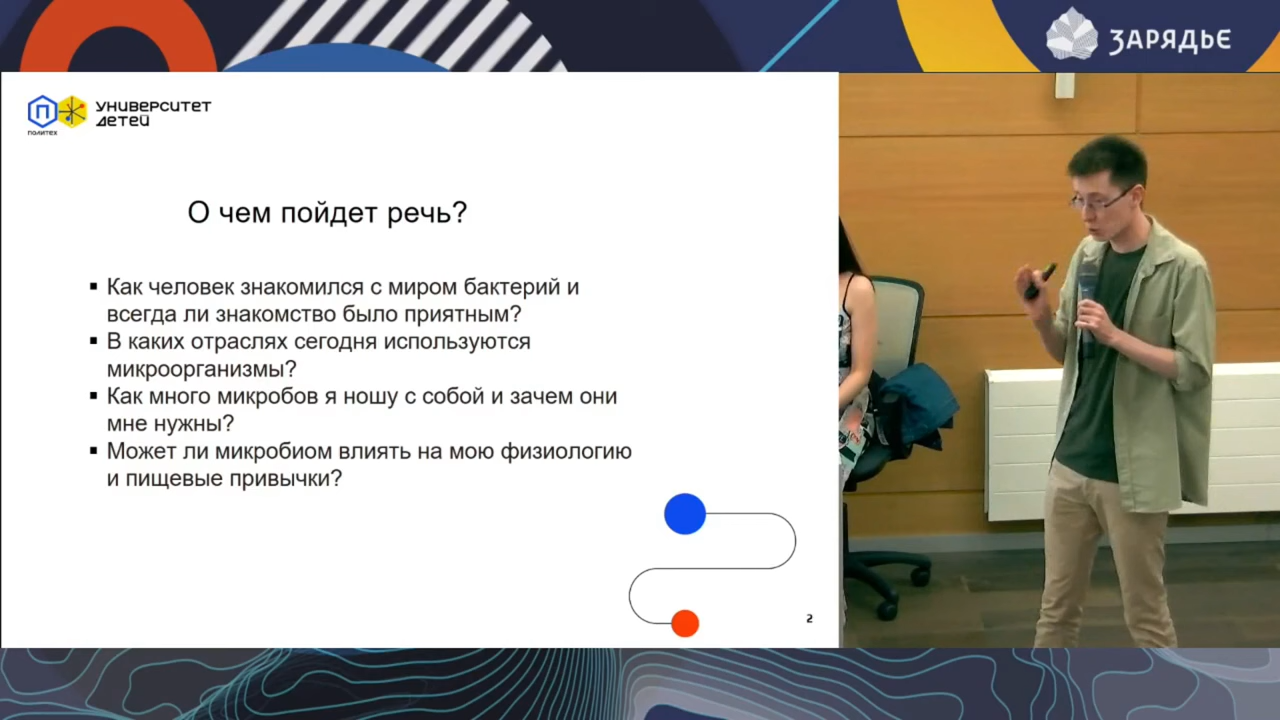 ЗАРЯДЬЕ
УНИВЕРСИТЕТ
ДЕТЕЙ
ПОЛИТЕХ
О чем пойдет речь?
▪ Как человек знакомился с миром бактерий и
всегда ли знакомство было приятным?
▪ В каких отраслях сегодня используются
микроорганизмы?
▪ Как много микробов я ношу с собой и зачем они
мне нужны?
▪ Может ли микробиом влиять на мою физиологию
и пищевые привычки?
2